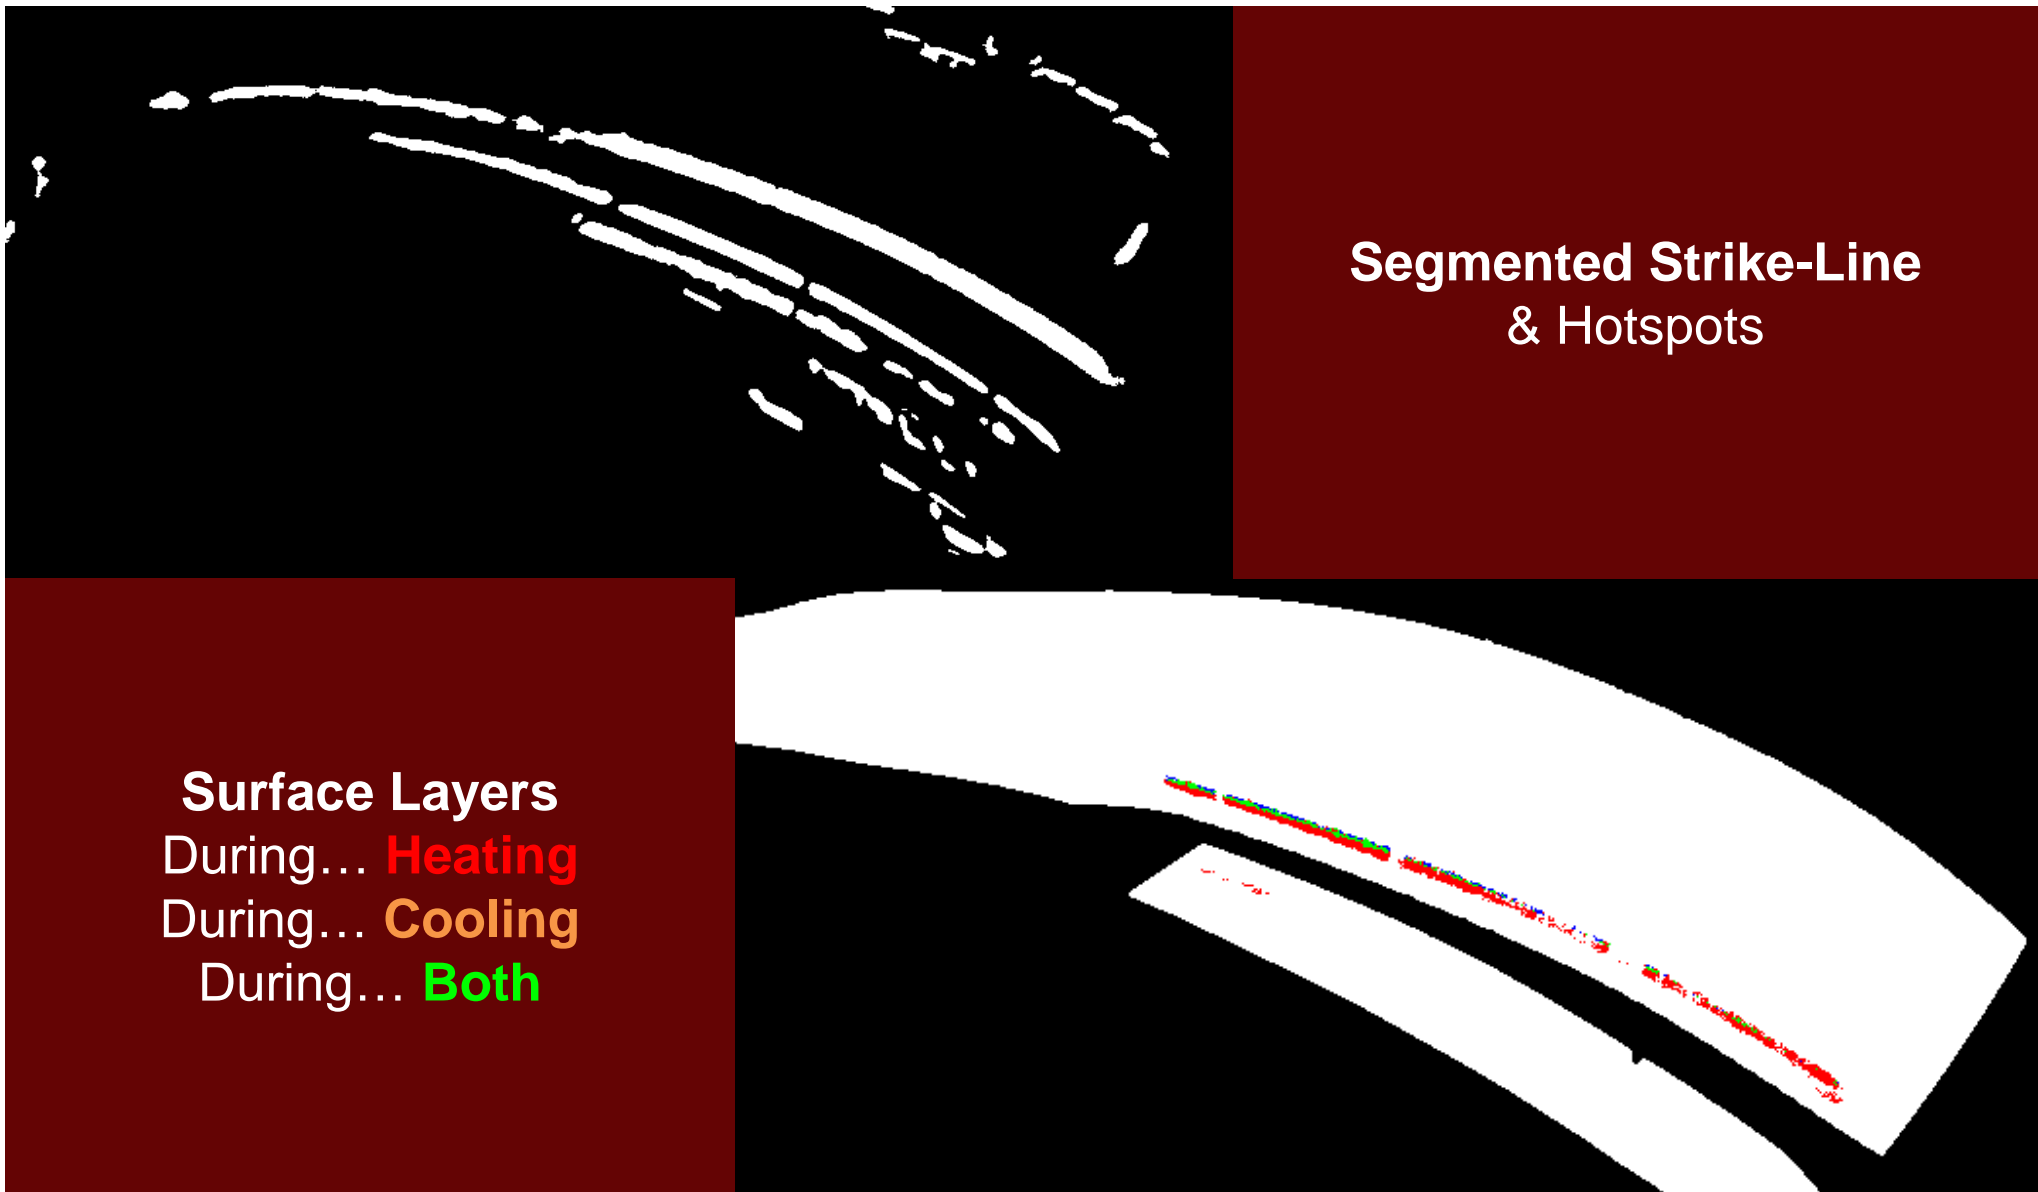 Segmented Strike-Line
& Hotspots
Surface Layers
During… Heating
During… Cooling
During… Both